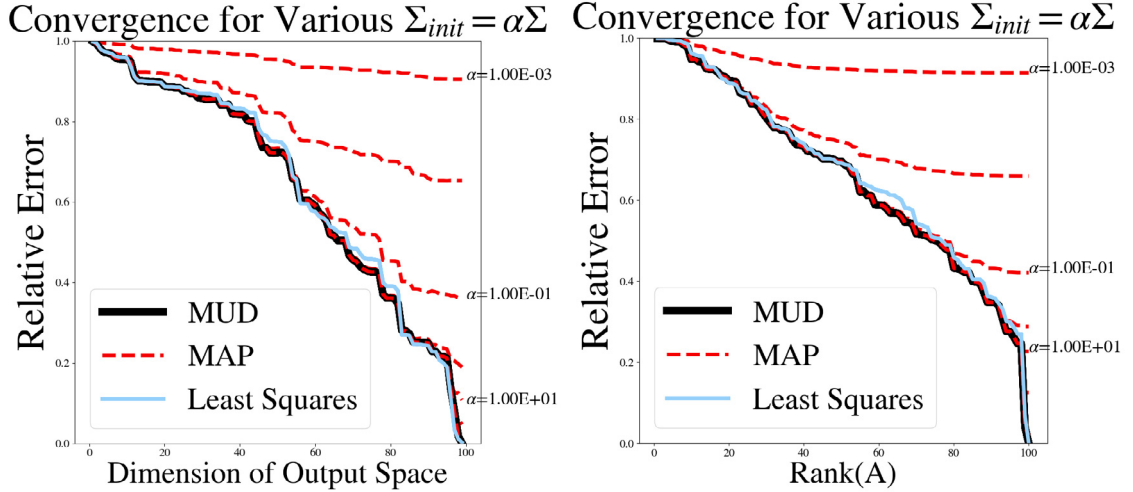 Convergence for Various Σinit = αΣ
1.0
0.8
0.6
0.4
0.2
0.0
Relative Error
α=1.00E-03
α=1.00E-01
α=1.00E+01
MUD
MAP
Least Squares
0
20
40
60
80
100
Dimension of Output Space
Convergence for Various Σinit = αΣ
1.0
0.8
0.6
0.4
0.2
0.0
Relative Error
α=1.00E-03
α=1.00E-01
α=1.00E+01
MUD
MAP
Least Squares
0
20
40
60
80
100
Rank(A)